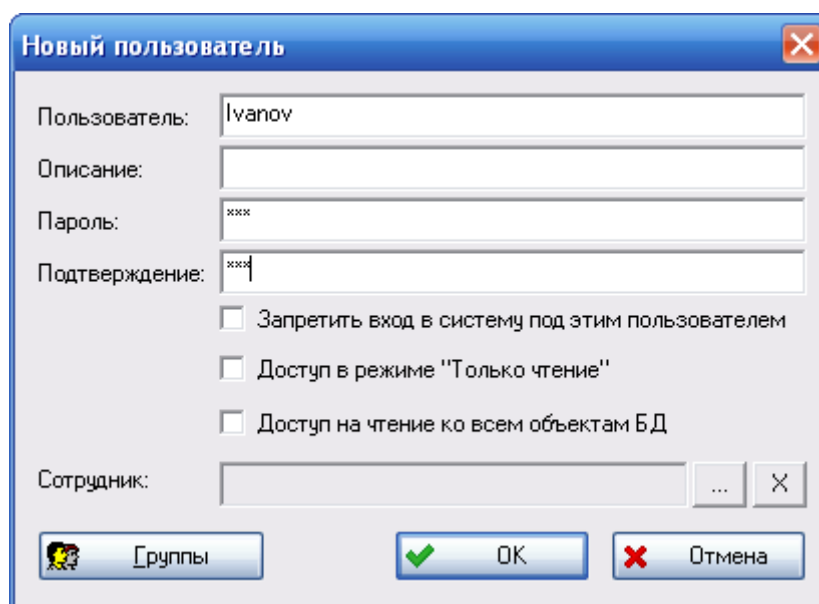 Новый пользователь
Пользователь: Ivanov
Описание:
Пароль: ***
Подтверждение: ***
Запретить вход в систему под этим пользователем
Доступ в режиме "Только чтение"
Доступ на чтение ко всем объектам БД
Сотрудник: ... X
Группы OK Отмена